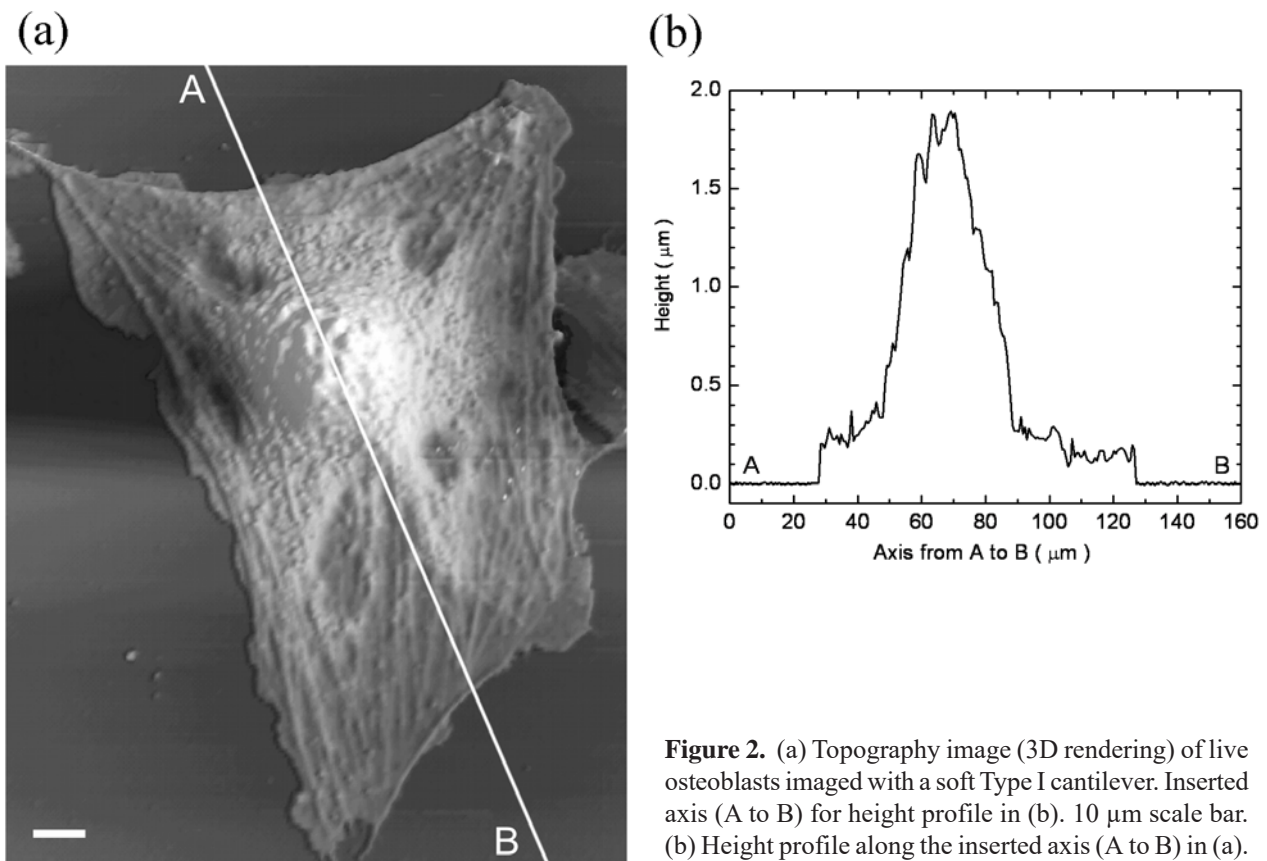 (a)
A
B
(b)
2.0
1.5
1.0
0.5
0.0
Height ( μm )
A
B
0 20 40 60 80 100 120 140 160
Axis from A to B ( μm )
Figure 2. (a) Topography image (3D rendering) of live
osteoblasts imaged with a soft Type I cantilever. Inserted
axis (A to B) for height profile in (b). 10 μm scale bar.
(b) Height profile along the inserted axis (A to B) in (a).